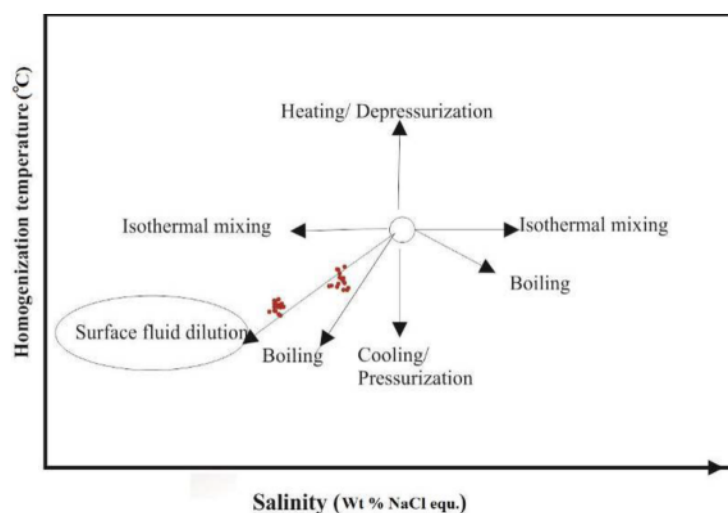 Homogenization temperature (°C)
Heating/ Depressurization
Isothermal mixing
Isothermal mixing
Boiling
Surface fluid dilution
Boiling
Cooling/
Pressurization
Salinity (Wt % NaCl equ.)